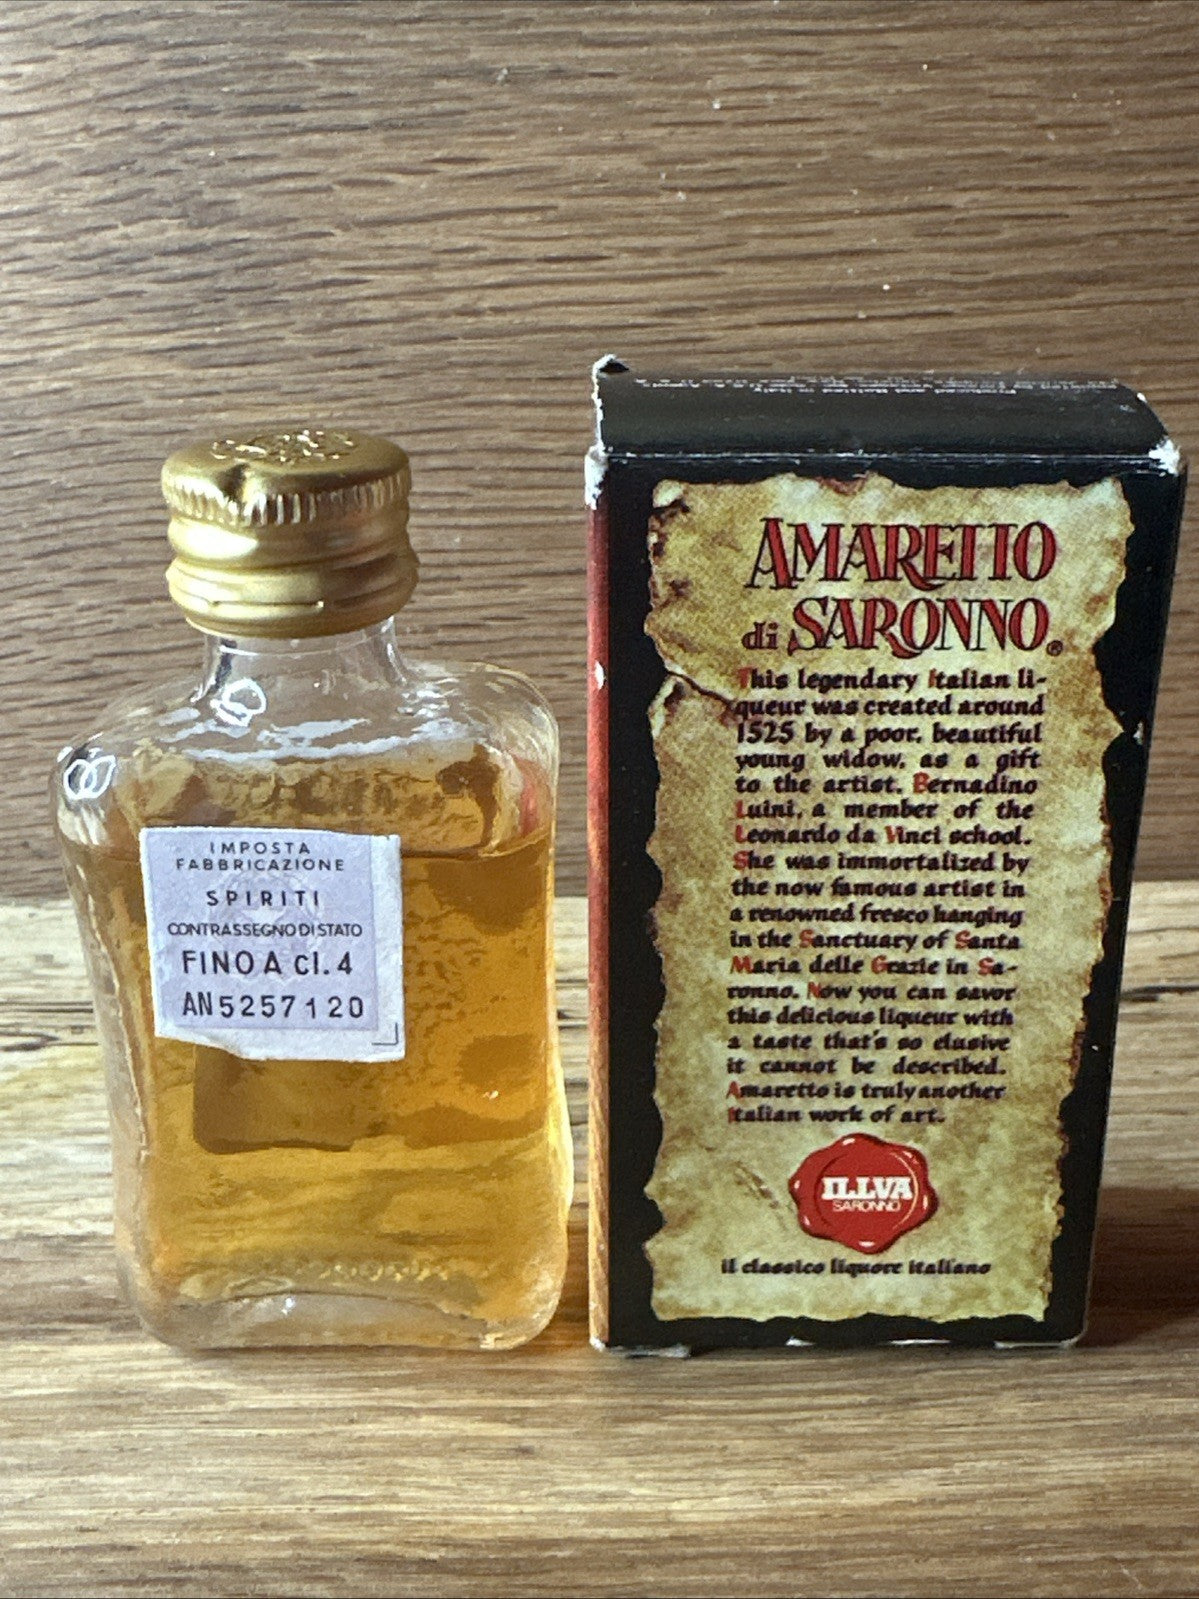 IMPOSTA
FABBRICAZIONE
SPIRITI
CONTRASSEGNO DI STATO
FINO A cl. 4
AN5257120
AMARETTO
di SARONNO®
This legendary Italian li-
queur was created around
1525 by a poor, beautiful
young widow, as a gift
to the artist. Bernadino
Luini, a member of the
Leonardo da Vinci school.
She was immortalized by
the now famous artist in
a renowned fresco hanging
in the Sanctuary of Santa
Maria delle Grazie in Sa-
ronno. Now you can savor
this delicious liqueur with
a taste that's so elusive
it cannot be described.
Amaretto is truly another
Italian work of art.
ILLVA
SARONNO
il classico liquore italiano